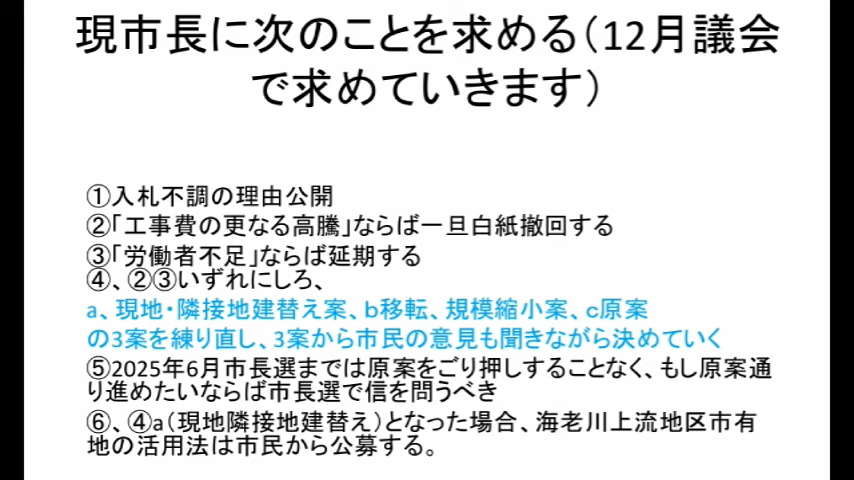 現市長に次のことを求める（12月議会
で求めていきます）
①入札不調の理由公開
②「工事費の更なる高騰」ならば一旦白紙撤回する
③「労働者不足」ならば延期する
④、②③いずれにしろ、
a、現地・隣接地建替え案、ｂ移転、規模縮小案、ｃ原案
の3案を練り直し、3案から市民の意見も聞きながら決めていく
⑤2025年6月市長選までは原案をごり押しすることなく、もし原案通
り進めたいならば市長選で信を問うべき
⑥、④a（現地隣接地建替え）となった場合、海老川上流地区市有
地の活用法は市民から公募する。